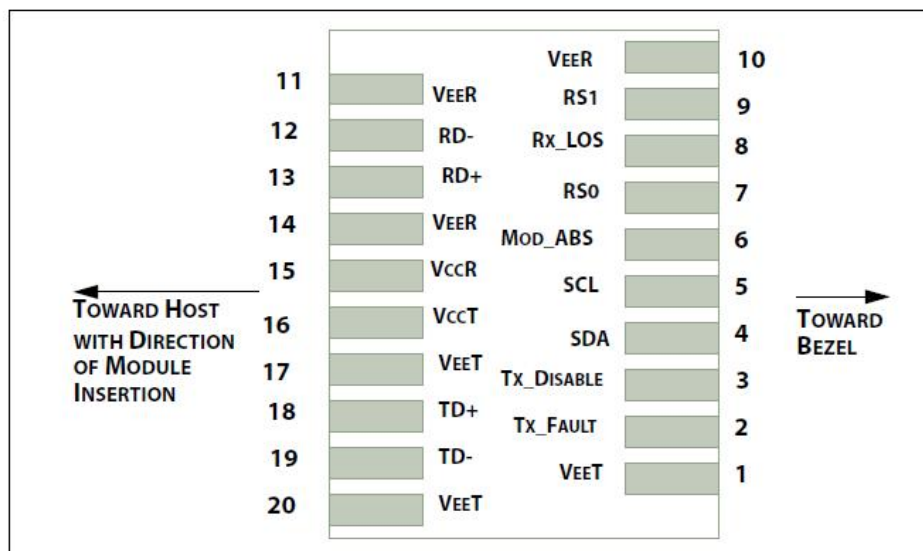 11 VEER
12 RD-
13 RD+
14 VEER
15 VCCR
16 VCCT
17 VEET
18 TD+
19 TD-
20 VEET
VEER 10
RS1 9
RX_LOS 8
RS0 7
MOD_ABS 6
SCL 5
SDA 4
TX_DISABLE 3
TX_FAULT 2
VEET 1
TOWARD HOST
WITH DIRECTION
OF MODULE
INSERTION
TOWARD
BEZEL